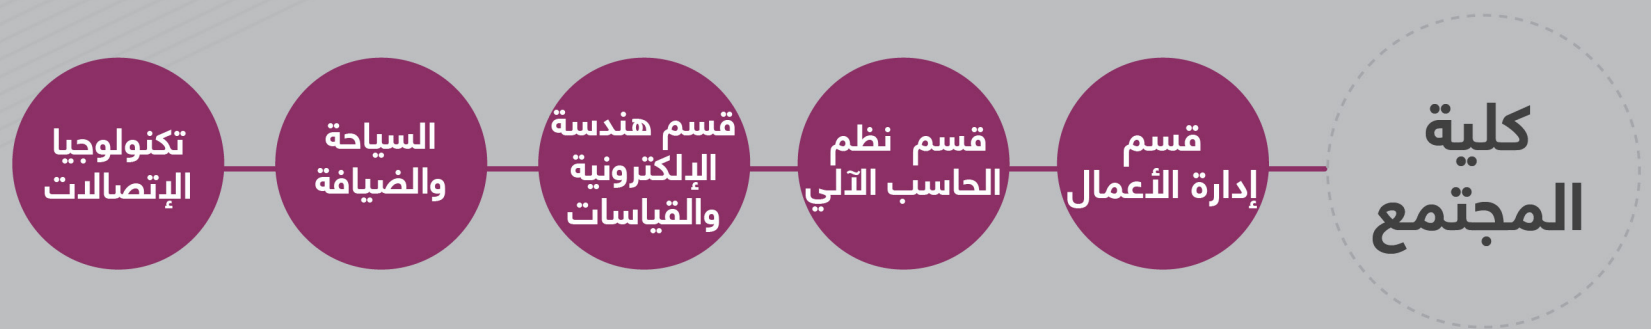 كلية
المجتمع
قسم
إدارة الأعمال
قسم نظم
الحاسب الآلي
قسم هندسة
الإلكترونية
والقياسات
السياحة
والضيافة
تكنولوجيا
الإتصالات